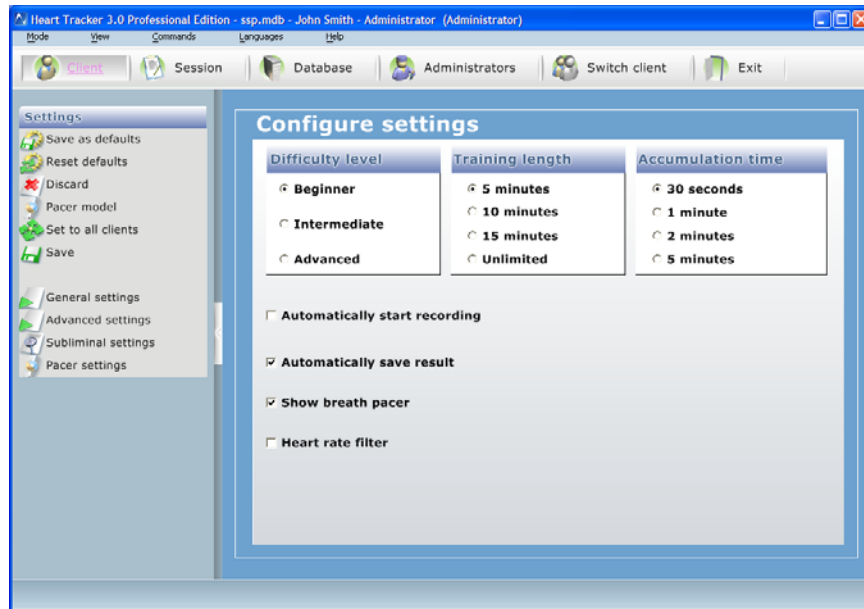 Heart Tracker 3.0 Professional Edition - ssp.mdb - John Smith - Administrator (Administrator)
Mode View Commands Languages Help
Client Session Database Administrators Switch client Exit
Settings
Save as defaults
Reset defaults
Discard
Pacer model
Set to all clients
Save
General settings
Advanced settings
Subliminal settings
Pacer settings
Configure settings
Difficulty level
Beginner
Intermediate
Advanced
Training length
5 minutes
10 minutes
15 minutes
Unlimited
Accumulation time
30 seconds
1 minute
2 minutes
5 minutes
Automatically start recording
Automatically save result
Show breath pacer
Heart rate filter